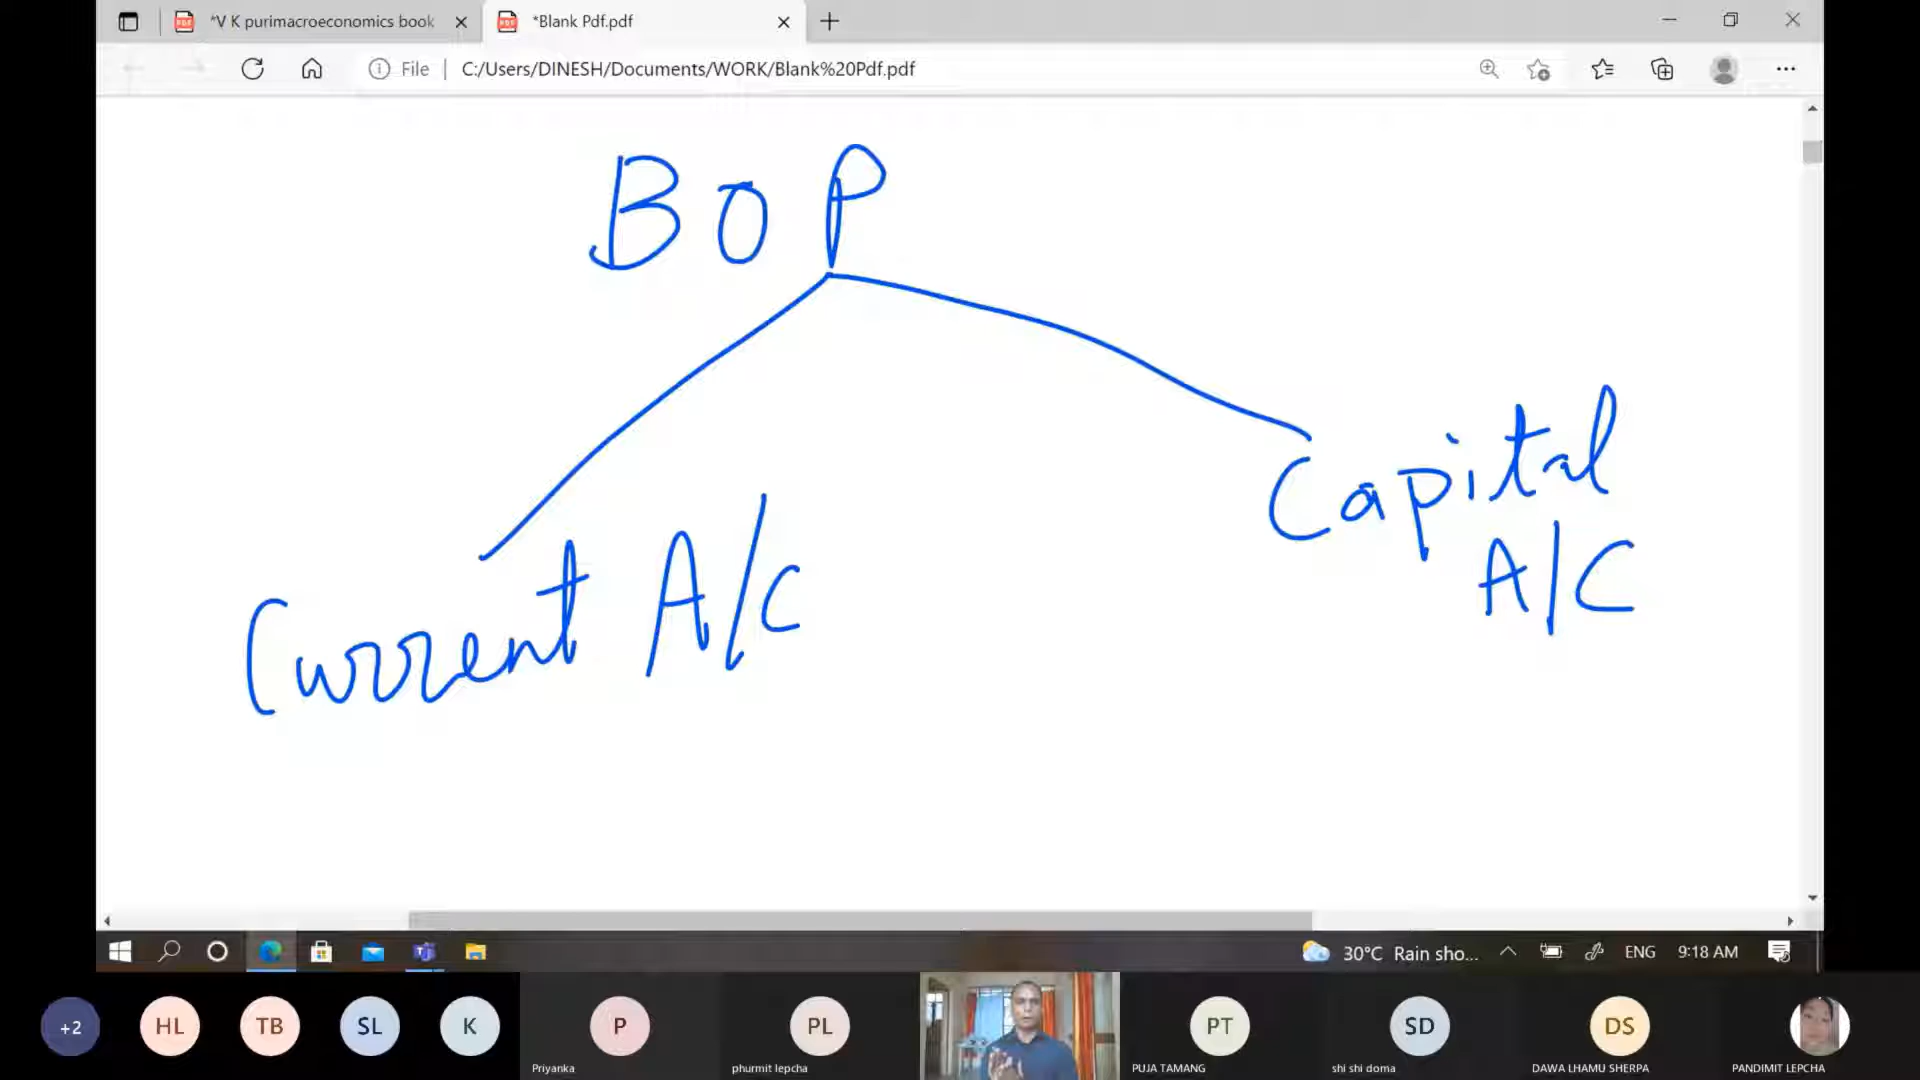 *V K purimacroeconomics book
*Blank Pdf.pdf
File
C:/Users/DINESH/Documents/WORK/Blank%20Pdf.pdf
BOP
Capital
A/C
Current A/C
30°C Rain sho...
ENG
9:18 AM
+2
HL
TB
SL
K
P
PL
PT
SD
DS
Priyanka
phurmit lepcha
PUJA TAMANG
shi shi doma
DAWA LHAMU SHERPA
PANDIMIT LEPCHA